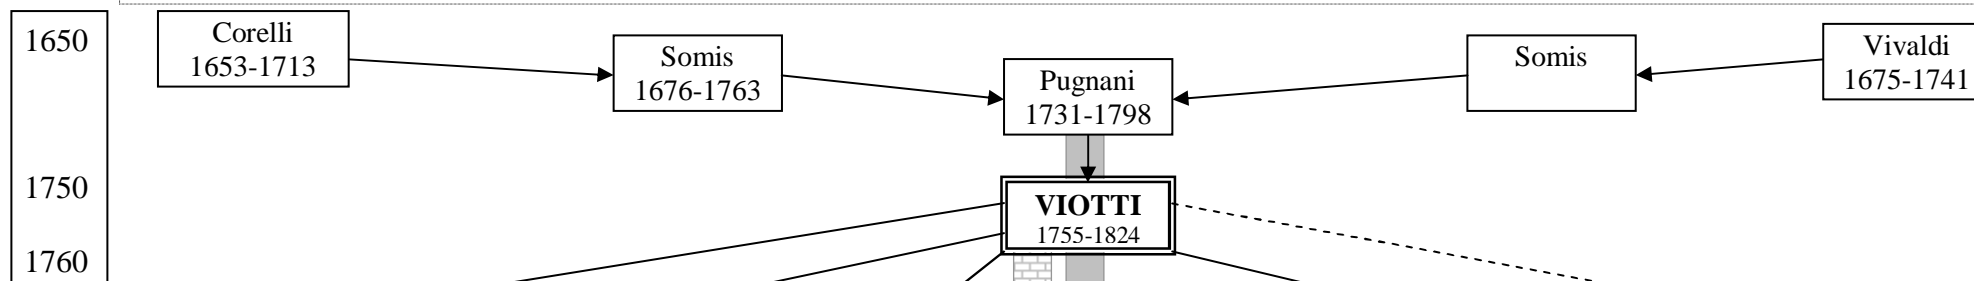 1650
1750
1760
Corelli
1653-1713
Somis
1676-1763
Pugnani
1731-1798
Somis
Vivaldi
1675-1741
VIOTTI
1755-1824